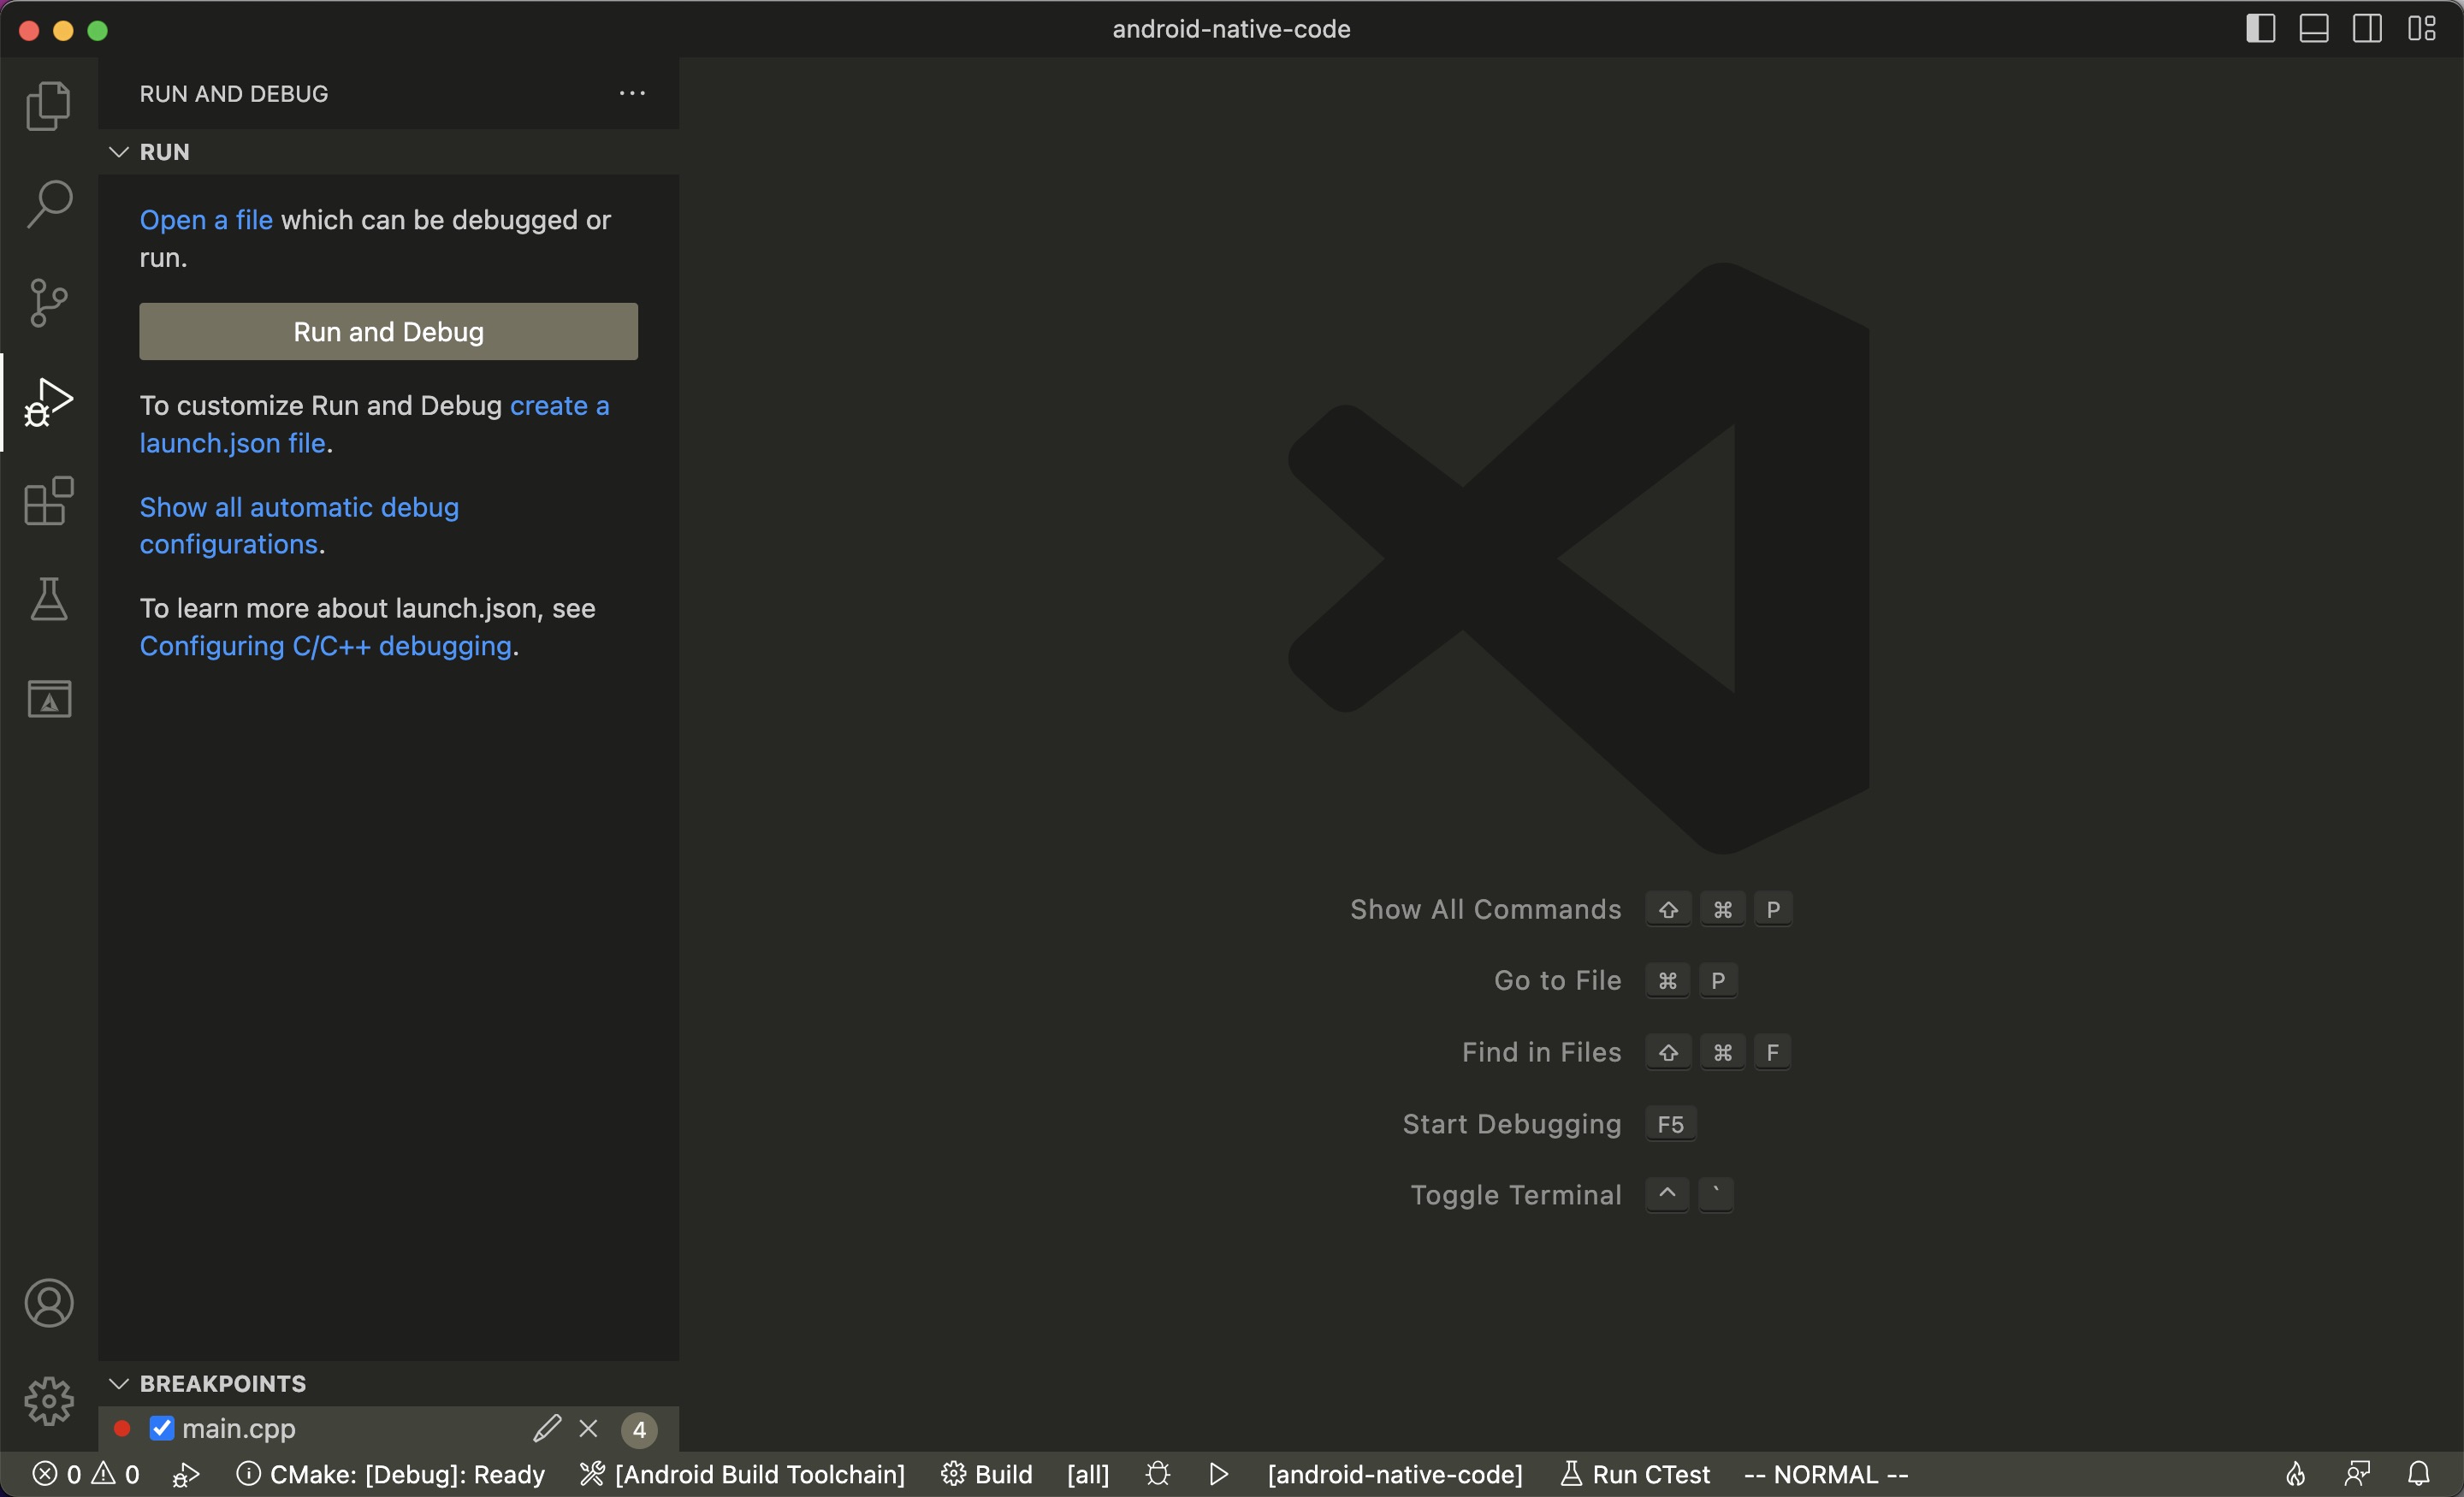 android-native-code
RUN AND DEBUG
RUN
Open a file which can be debugged or
run.
Run and Debug
To customize Run and Debug create a
launch.json file.
Show all automatic debug
configurations.
To learn more about launch.json, see
Configuring C/C++ debugging.
Show All Commands ⇧ ⌘ P
Go to File ⌘ P
Find in Files ⇧ ⌘ F
Start Debugging F5
Toggle Terminal ^ `
BREAKPOINTS
main.cpp 4
0 0 CMake: [Debug]: Ready [Android Build Toolchain] Build [all] [android-native-code] Run CTest -- NORMAL --